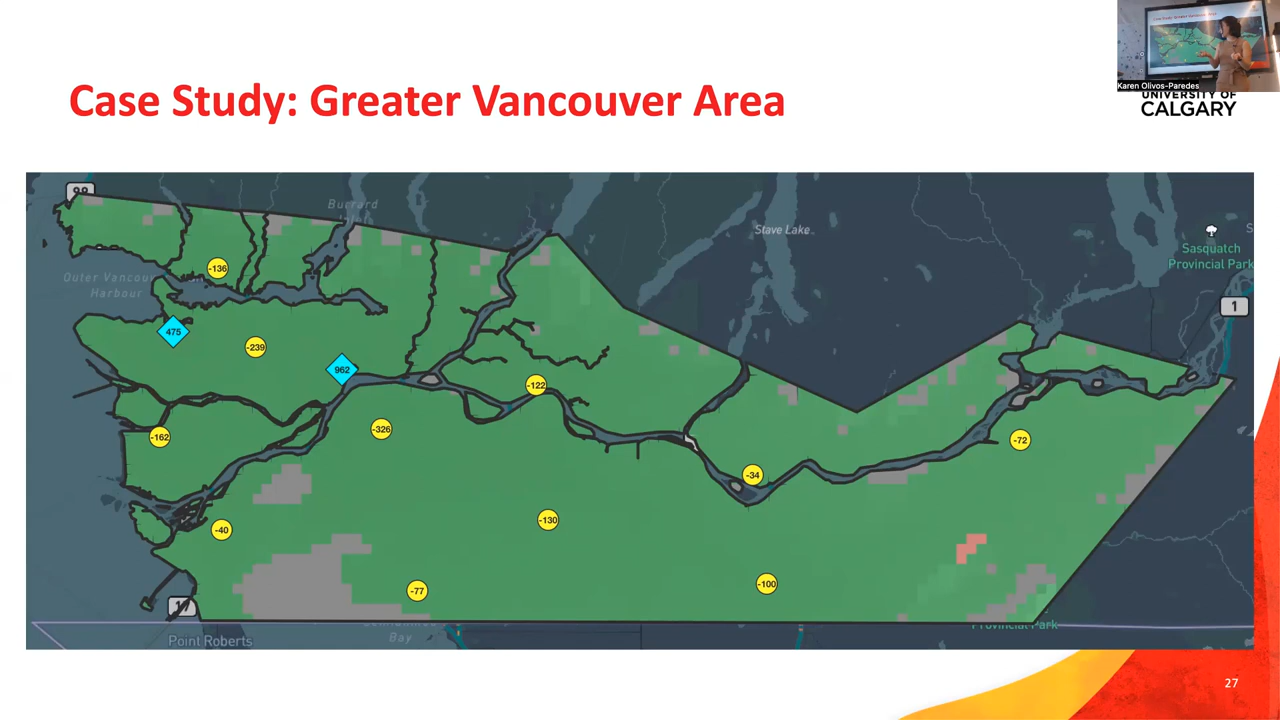 Case Study: Greater Vancouver Area
Karen Olivos-Paredes
UNIVERSITY OF
CALGARY
99
Burrard
Inlet
Stave Lake
Sasquatch
Provincial Park
1
Outer Vancou
Harbour
-136
475
-239
962
-122
-326
-162
-72
-34
-40
-130
-77
-100
17
Point Roberts
Bay
Provincial Park
27